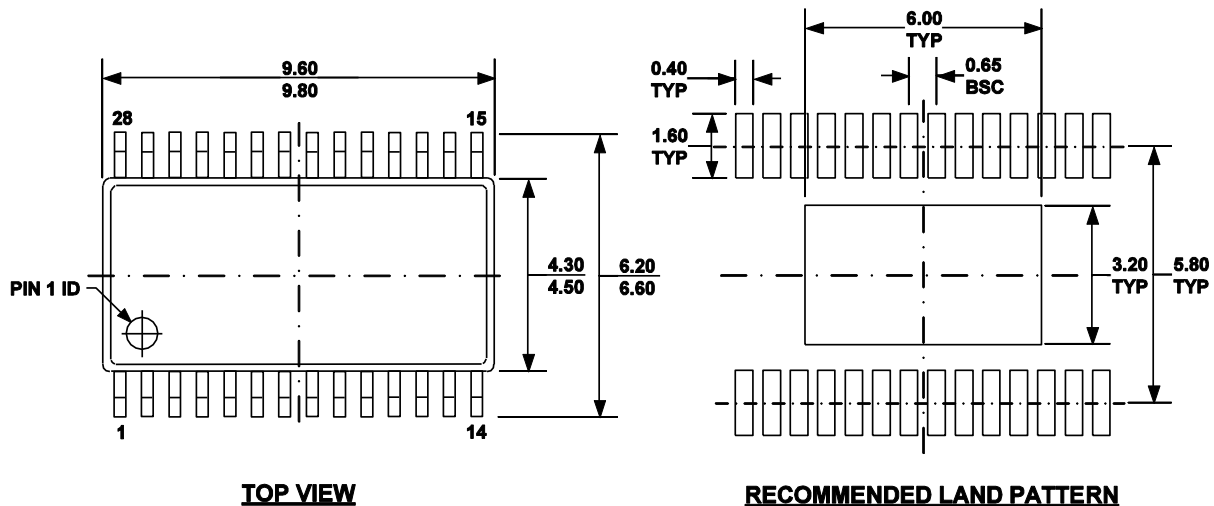 9.60
9.80
28
15
PIN 1 ID
4.30
4.50
6.20
6.60
1
14
TOP VIEW
6.00
TYP
0.40
TYP
0.65
BSC
1.60
TYP
3.20
TYP
5.80
TYP
RECOMMENDED LAND PATTERN